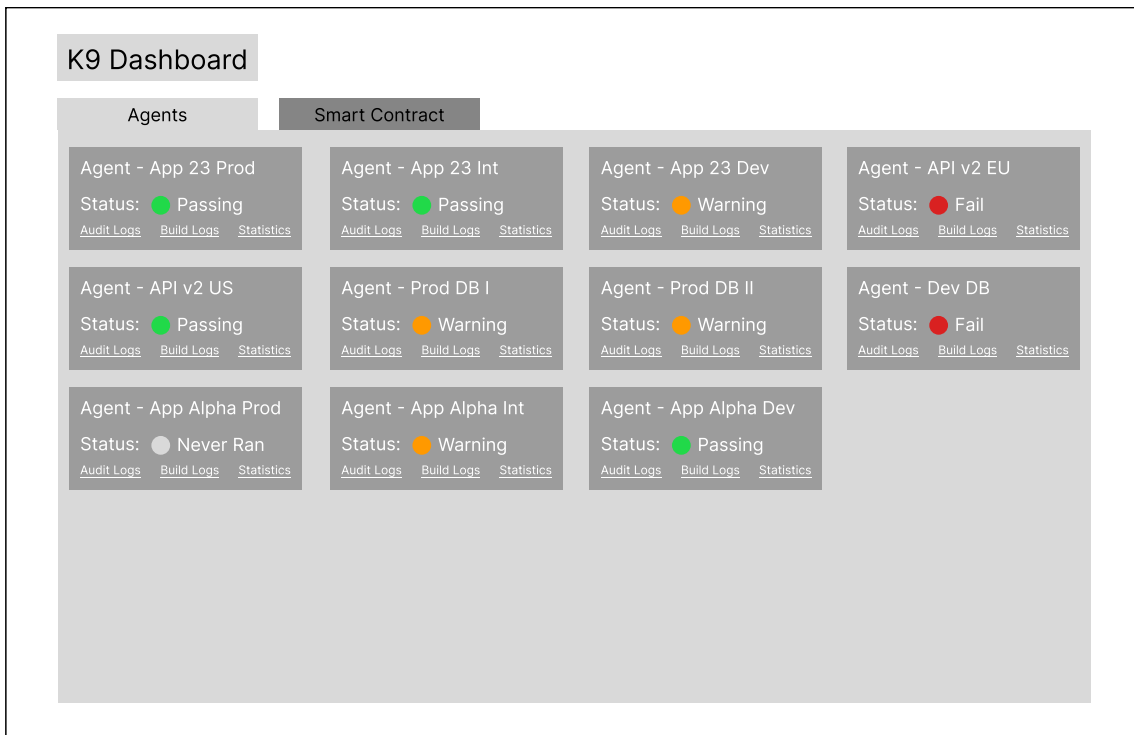 K9 Dashboard
Agents
Smart Contract
Agent - App 23 Prod
Status: Passing
Audit Logs Build Logs Statistics
Agent - App 23 Int
Status: Passing
Audit Logs Build Logs Statistics
Agent - App 23 Dev
Status: Warning
Audit Logs Build Logs Statistics
Agent - API v2 EU
Status: Fail
Audit Logs Build Logs Statistics
Agent - API v2 US
Status: Passing
Audit Logs Build Logs Statistics
Agent - Prod DB I
Status: Warning
Audit Logs Build Logs Statistics
Agent - Prod DB II
Status: Warning
Audit Logs Build Logs Statistics
Agent - Dev DB
Status: Fail
Audit Logs Build Logs Statistics
Agent - App Alpha Prod
Status: Never Ran
Audit Logs Build Logs Statistics
Agent - App Alpha Int
Status: Warning
Audit Logs Build Logs Statistics
Agent - App Alpha Dev
Status: Passing
Audit Logs Build Logs Statistics